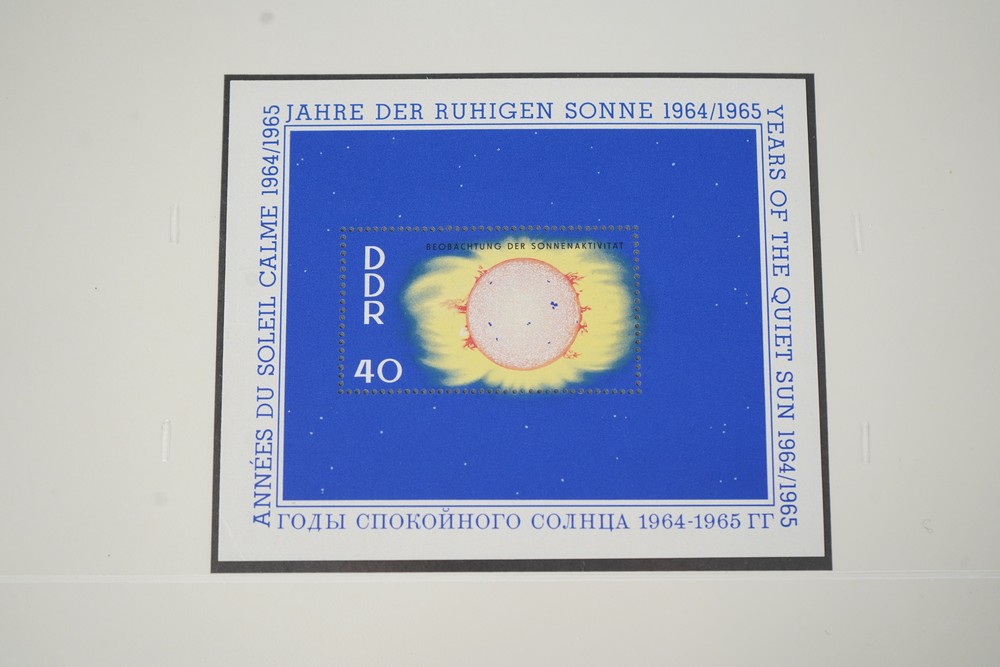 JAHRE DER RUHIGEN SONNE 1964/1965
ANNÉES DU SOLEIL CALME 1964/1965
YEARS OF THE QUIET SUN 1964/1965
BEOBACHTUNG DER SONNENAKTIVITÄT
DDR
40
ГОДЫ СПОКОЙНОГО СОЛНЦА 1964-1965 ГГ